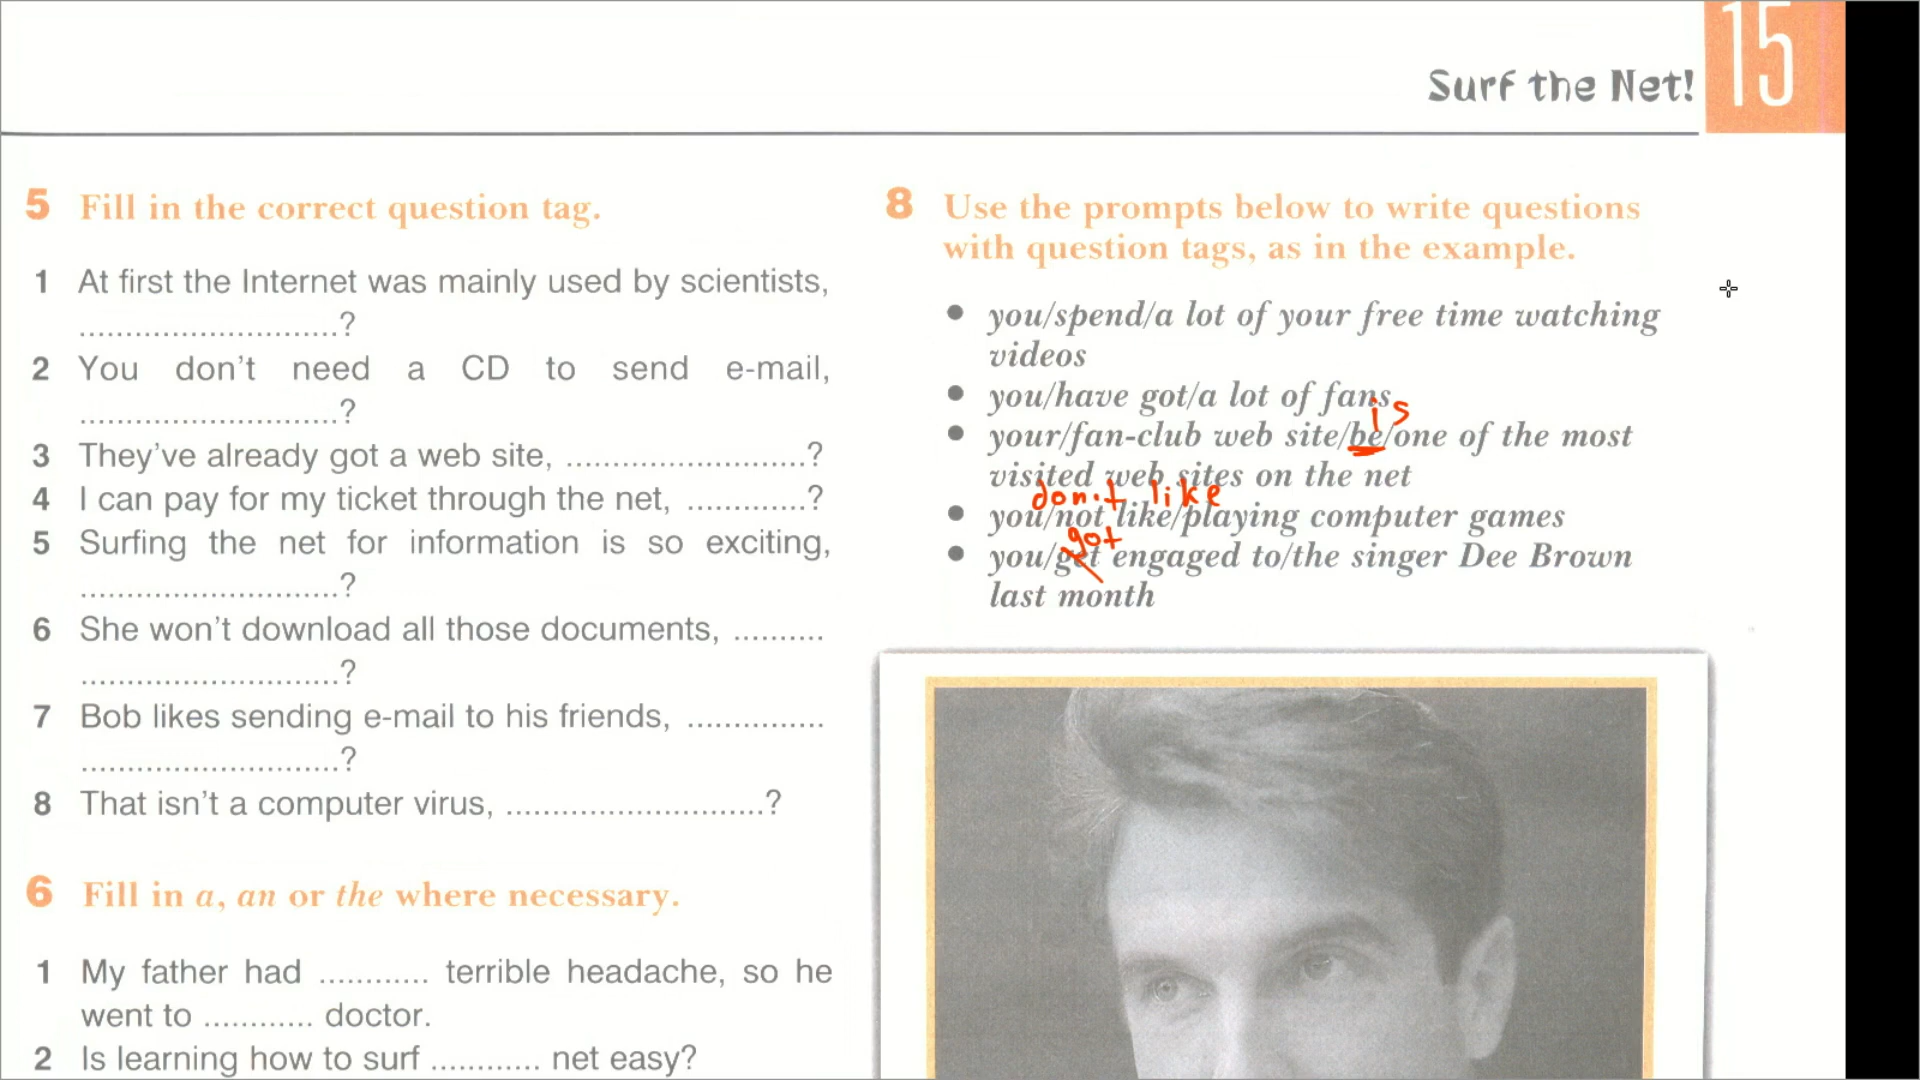 Surf the Net!
15
5 Fill in the correct question tag.
1 At first the Internet was mainly used by scientists,
............................?
2 You don't need a CD to send e-mail,
............................?
3 They've already got a web site, ..........................?
4 I can pay for my ticket through the net, .............?
5 Surfing the net for information is so exciting,
............................?
6 She won't download all those documents, ..........
............................?
7 Bob likes sending e-mail to his friends, ...............
............................?
8 That isn't a computer virus, ............................?
6 Fill in a, an or the where necessary.
1 My father had ............ terrible headache, so he
went to ............ doctor.
2 Is learning how to surf ............ net easy?
8 Use the prompts below to write questions
with question tags, as in the example.
• you/spend/a lot of your free time watching
videos
• you/have got/a lot of fans
is
• your/fan-club web site/be/one of the most
visited web sites on the net
don't like
• you/not like/playing computer games
got
• you/get engaged to/the singer Dee Brown
last month